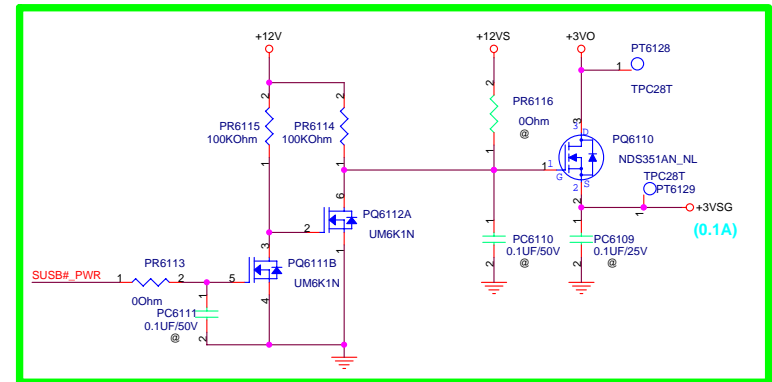 +12V
+12VS
+3VO
PT6128
1
TPC28T
2
2
2
PR6115
100KOhm
PR6114
100KOhm
PR6116
0Ohm
@
1
1
1
3
3 D
PQ6110
NDS351AN_NL
1
G
2 S
2
TPC28T
PT6129
1
+3VSG
(0.1A)
6
2
PQ6112A
UM6K1N
1
3
PQ6111B
UM6K1N
5
4
SUSB#_PWR
1
PR6113
2
0Ohm
1
PC6111
0.1UF/50V
@
2
1
PC6110
0.1UF/50V
@
2
1
PC6109
0.1UF/25V
@
2